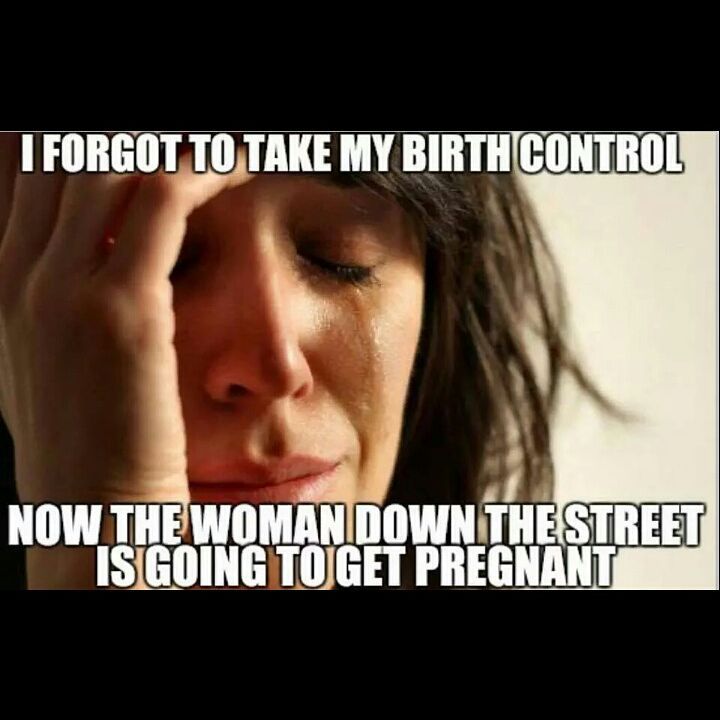 I FORGOT TO TAKE MY BIRTH CONTROL
NOW THE WOMAN DOWN THE STREET
IS GOING TO GET PREGNANT